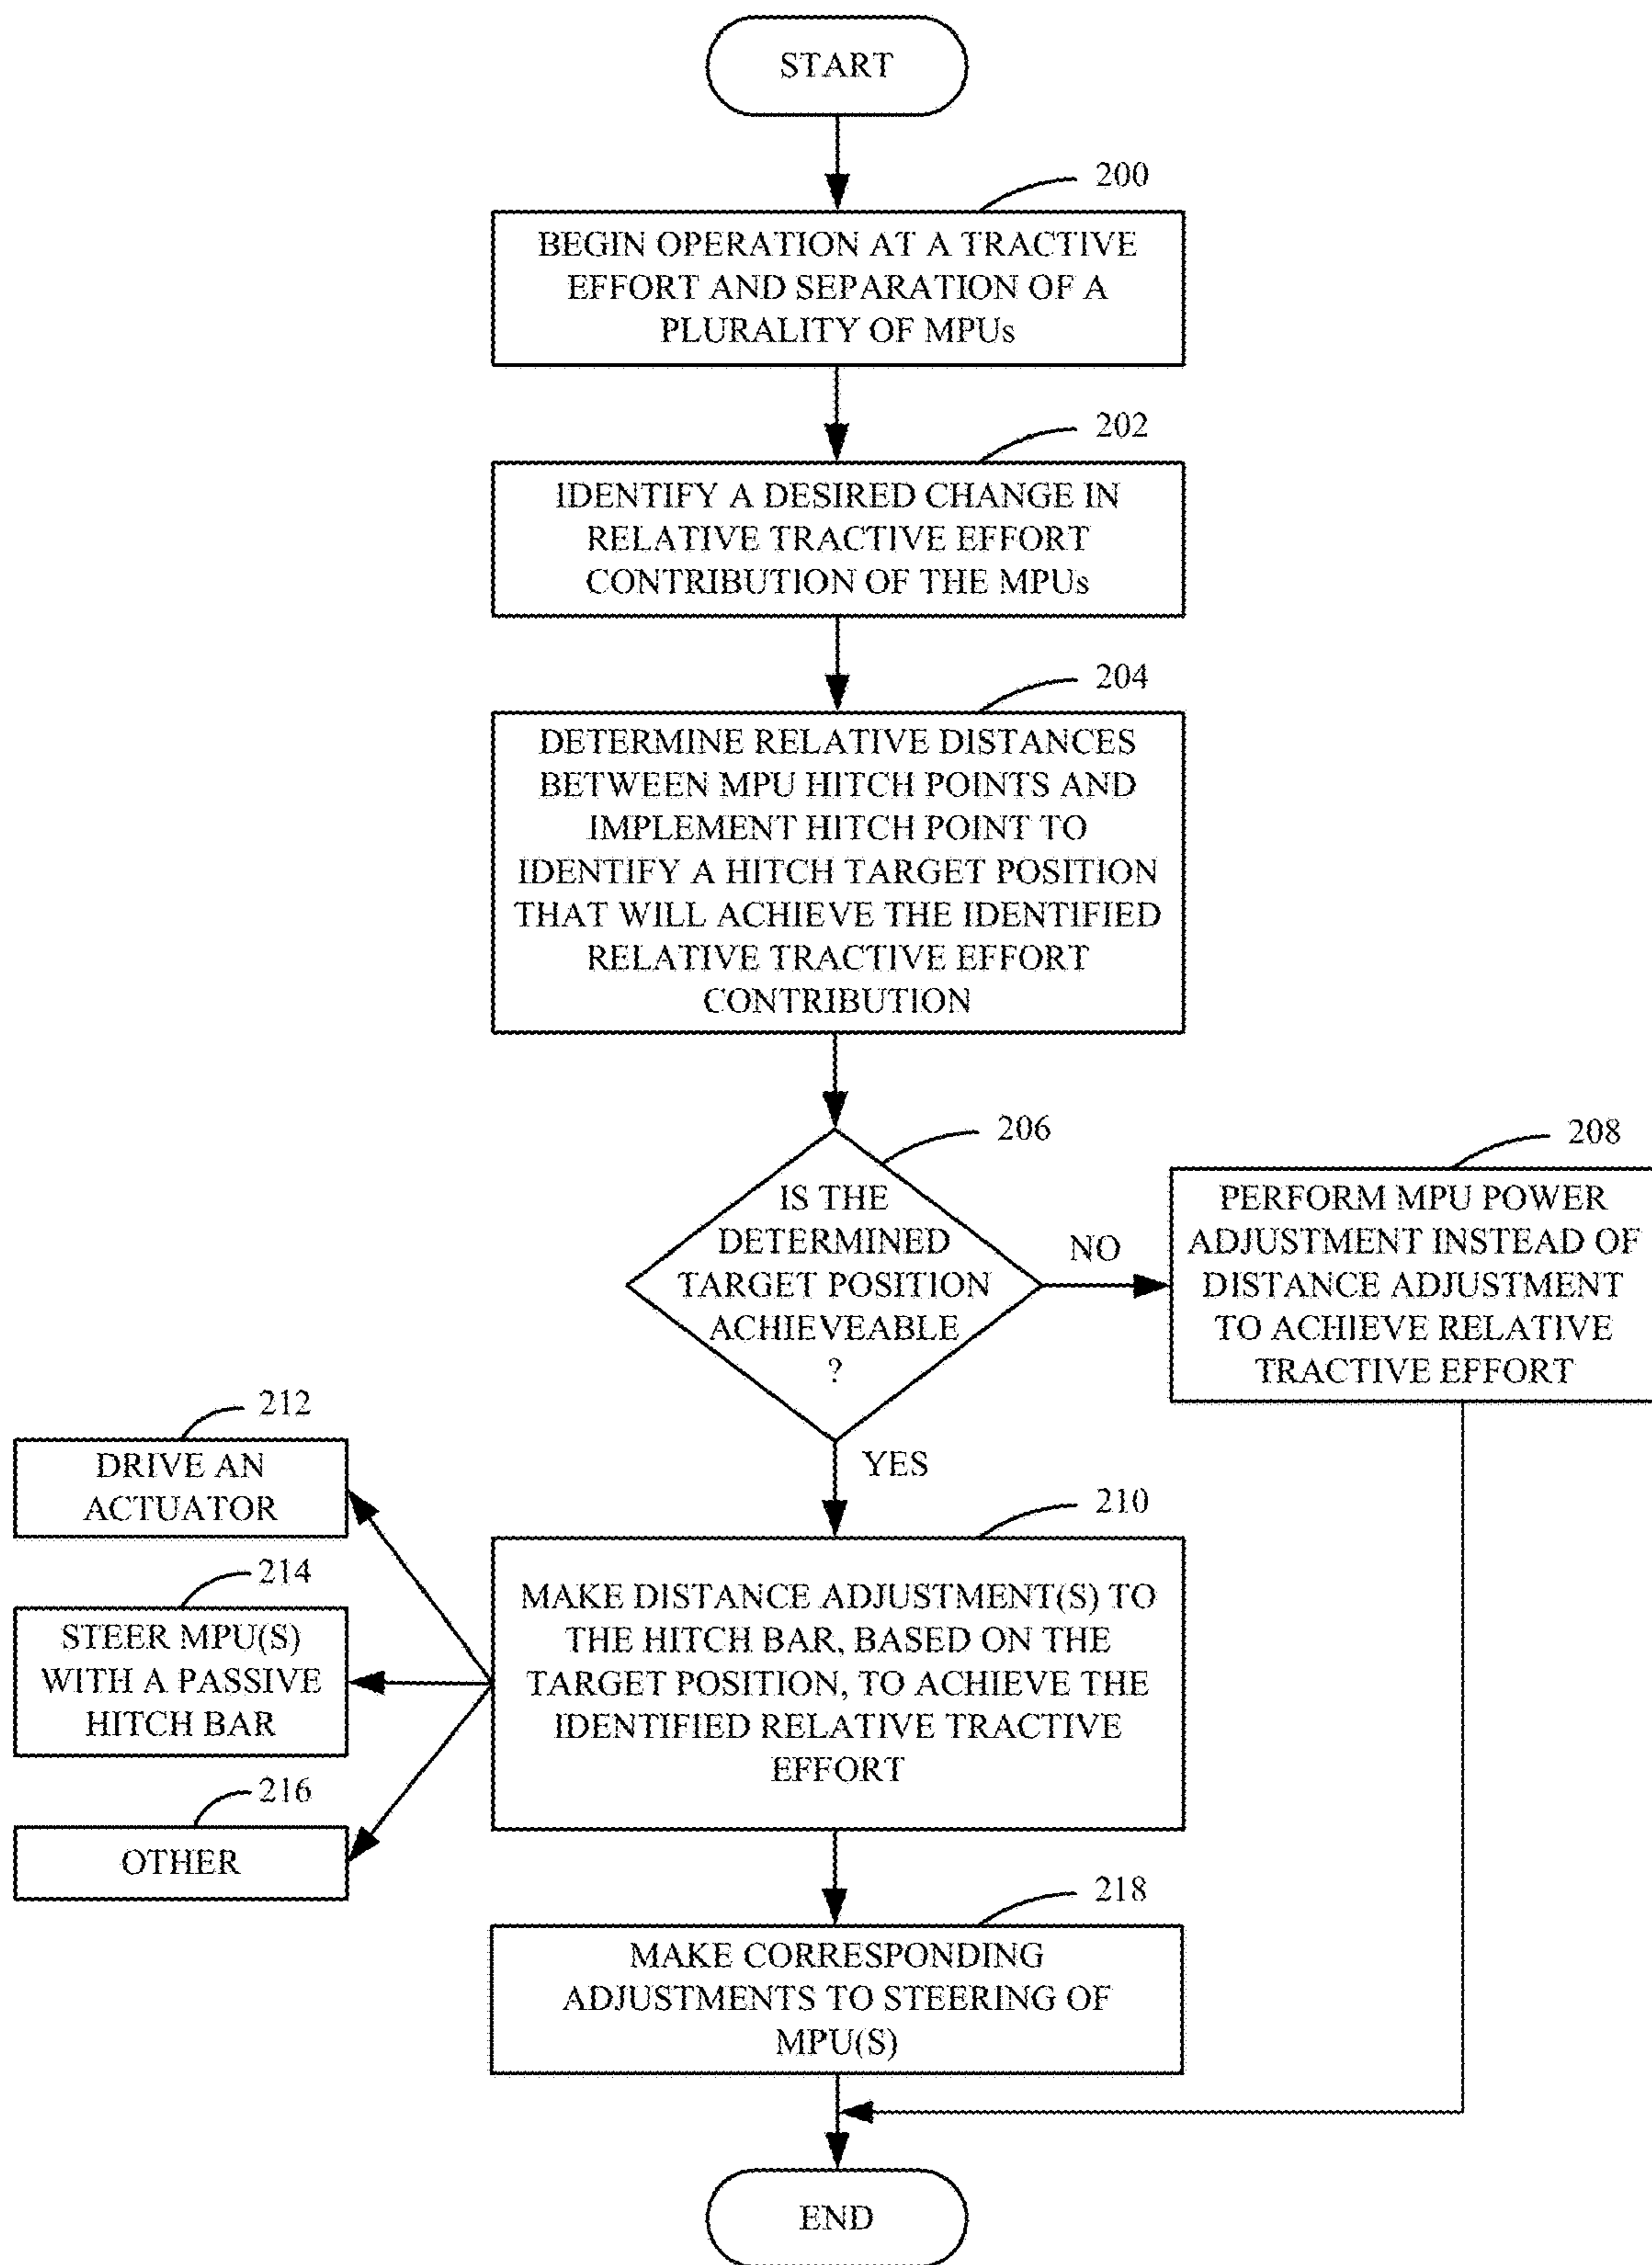 START
200
BEGIN OPERATION AT A TRACTIVE
EFFORT AND SEPARATION OF A
PLURALITY OF MPUs
202
IDENTIFY A DESIRED CHANGE IN
RELATIVE TRACTIVE EFFORT
CONTRIBUTION OF THE MPUs
204
DETERMINE RELATIVE DISTANCES
BETWEEN MPU HITCH POINTS AND
IMPLEMENT HITCH POINT TO
IDENTIFY A HITCH TARGET POSITION
THAT WILL ACHIEVE THE IDENTIFIED
RELATIVE TRACTIVE EFFORT
CONTRIBUTION
206
IS THE
DETERMINED
TARGET POSITION
ACHIEVEABLE
?
NO
208
PERFORM MPU POWER
ADJUSTMENT INSTEAD OF
DISTANCE ADJUSTMENT
TO ACHIEVE RELATIVE
TRACTIVE EFFORT
YES
210
MAKE DISTANCE ADJUSTMENT(S) TO
THE HITCH BAR, BASED ON THE
TARGET POSITION, TO ACHIEVE THE
IDENTIFIED RELATIVE TRACTIVE
EFFORT
212
DRIVE AN
ACTUATOR
214
STEER MPU(S)
WITH A PASSIVE
HITCH BAR
216
OTHER
218
MAKE CORRESPONDING
ADJUSTMENTS TO STEERING OF
MPU(S)
END